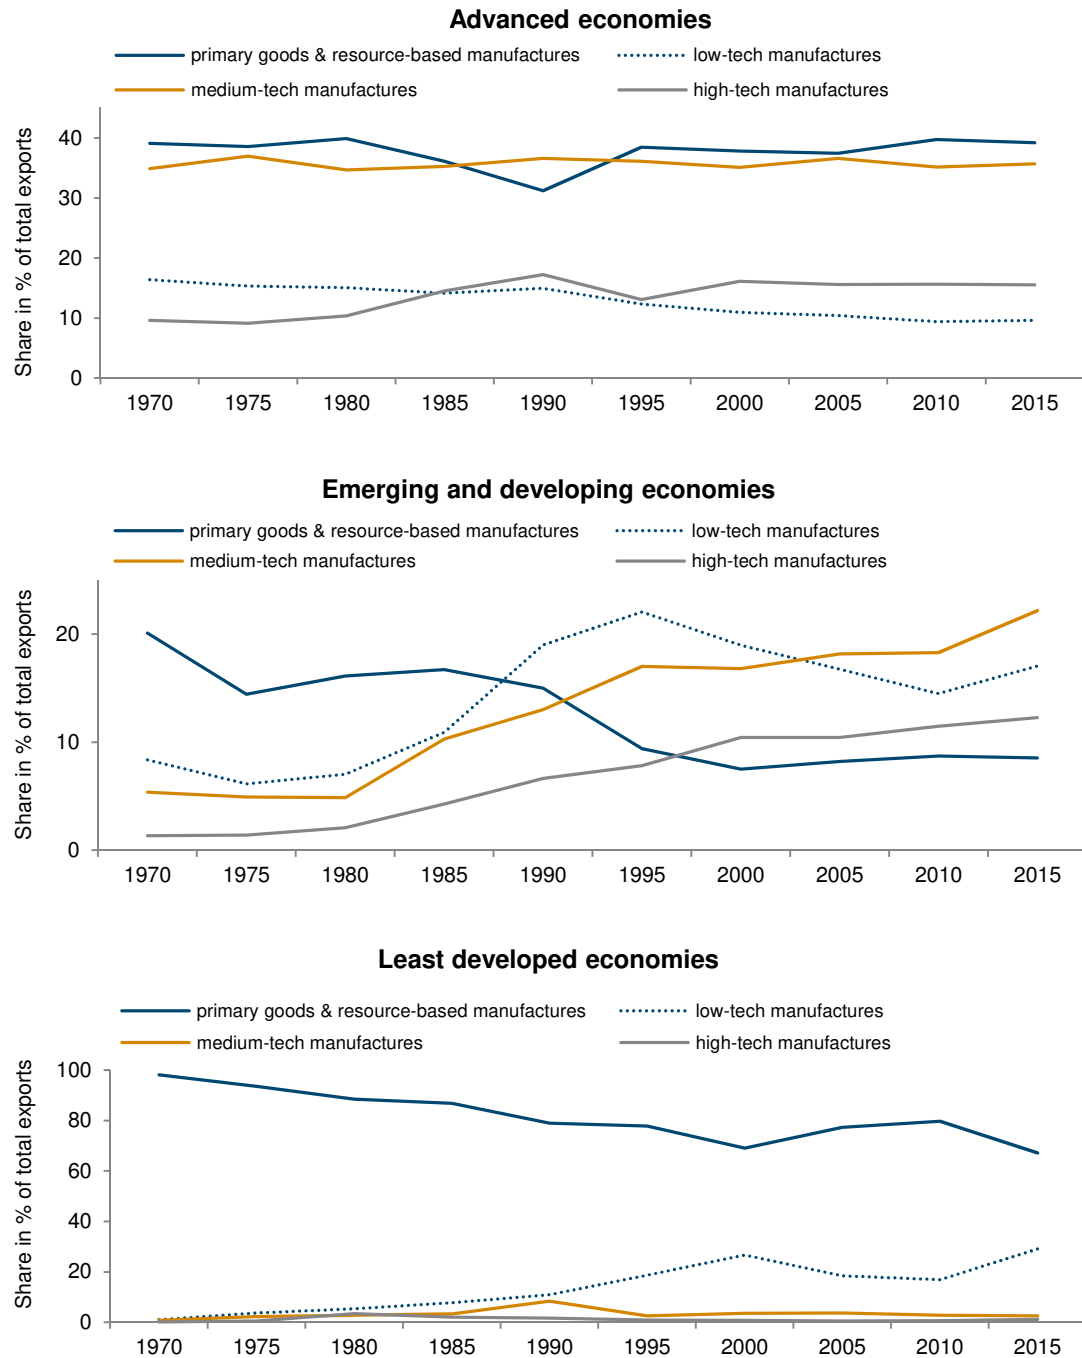 Advanced economies
primary goods & resource-based manufactures
low-tech manufactures
medium-tech manufactures
high-tech manufactures
Share in % of total exports
40
30
20
10
0
1970 1975 1980 1985 1990 1995 2000 2005 2010 2015
Emerging and developing economies
primary goods & resource-based manufactures
low-tech manufactures
medium-tech manufactures
high-tech manufactures
Share in % of total exports
20
10
0
1970 1975 1980 1985 1990 1995 2000 2005 2010 2015
Least developed economies
primary goods & resource-based manufactures
low-tech manufactures
medium-tech manufactures
high-tech manufactures
Share in % of total exports
100
80
60
40
20
0
1970 1975 1980 1985 1990 1995 2000 2005 2010 2015